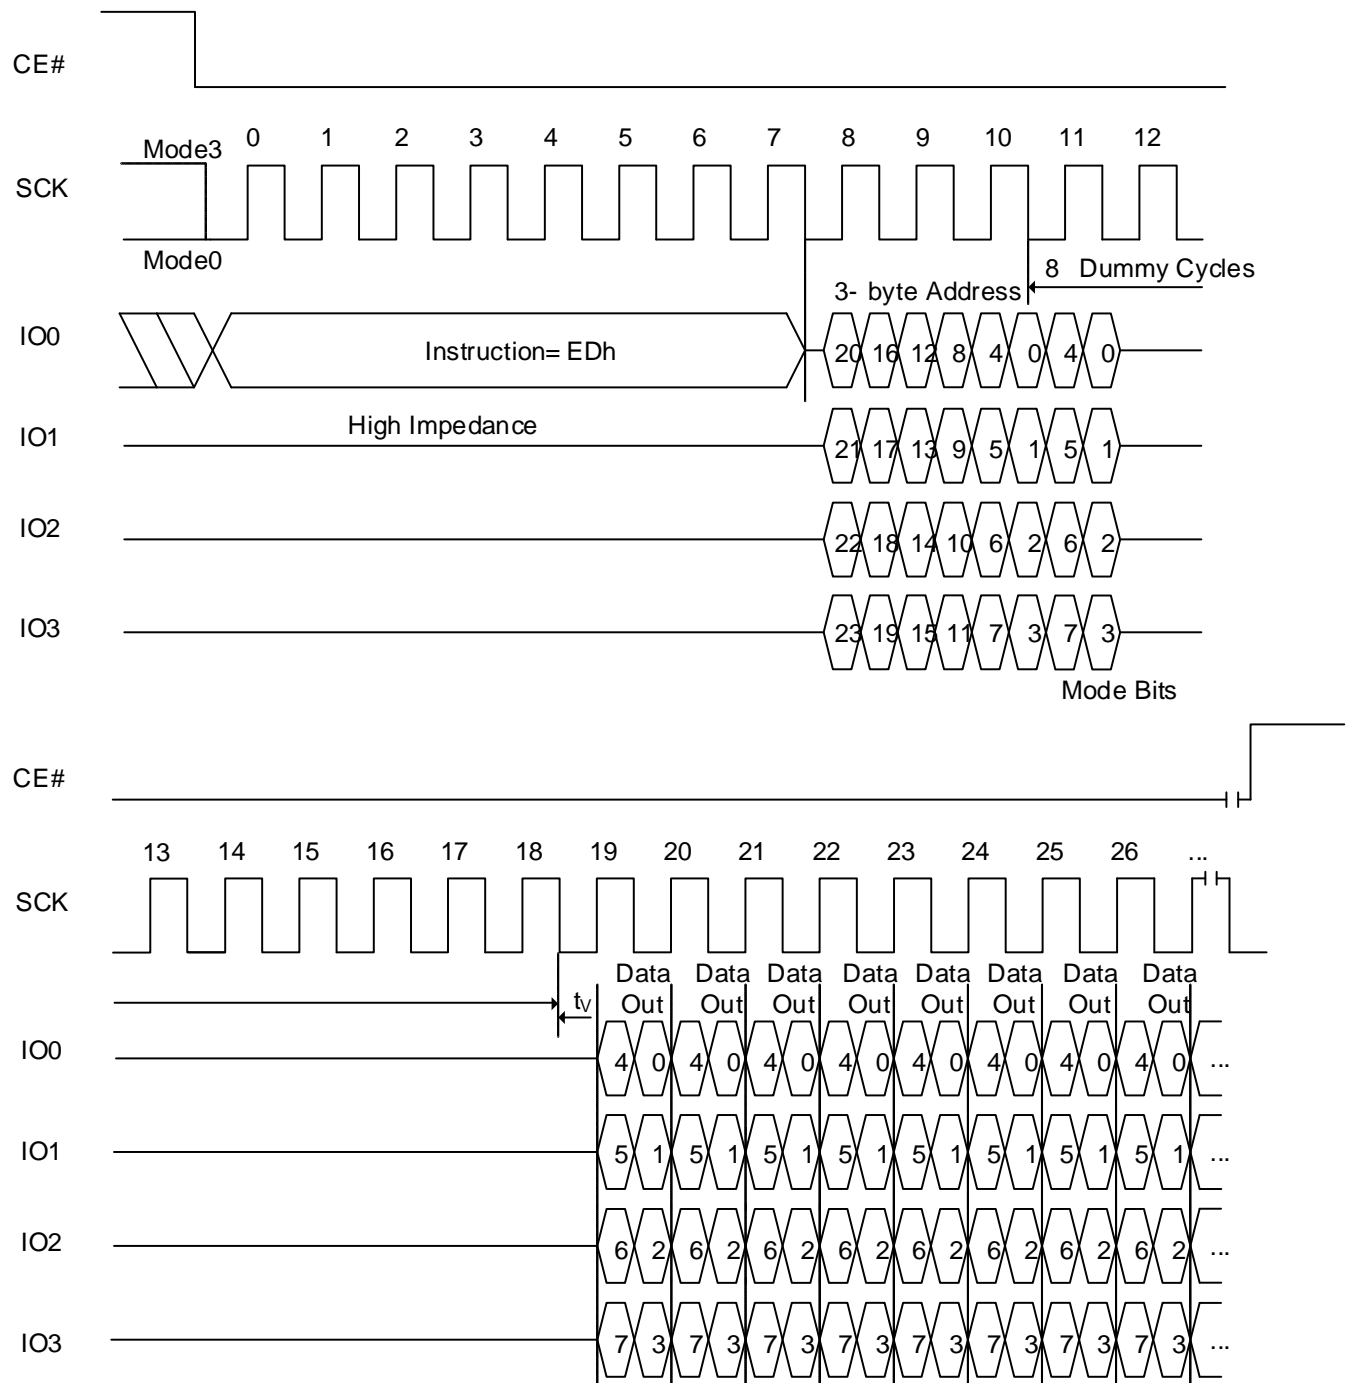 CE#
0 1 2 3 4 5 6 7 8 9 10 11 12
Mode3
SCK
Mode0
8 Dummy Cycles
3- byte Address
IO0
Instruction= EDh
20 16 12 8 4 0 4 0
High Impedance
IO1
21 17 13 9 5 1 5 1
IO2
22 18 14 10 6 2 6 2
IO3
23 19 15 11 7 3 7 3
Mode Bits
CE#
13 14 15 16 17 18 19 20 21 22 23 24 25 26 ...
SCK
Data Data Data Data Data Data Data Data
tV Out Out Out Out Out Out Out Out
IO0
4 0 4 0 4 0 4 0 4 0 4 0 4 0 4 0 ...
IO1
5 1 5 1 5 1 5 1 5 1 5 1 5 1 5 1 ...
IO2
6 2 6 2 6 2 6 2 6 2 6 2 6 2 6 2 ...
IO3
7 3 7 3 7 3 7 3 7 3 7 3 7 3 7 3 ...